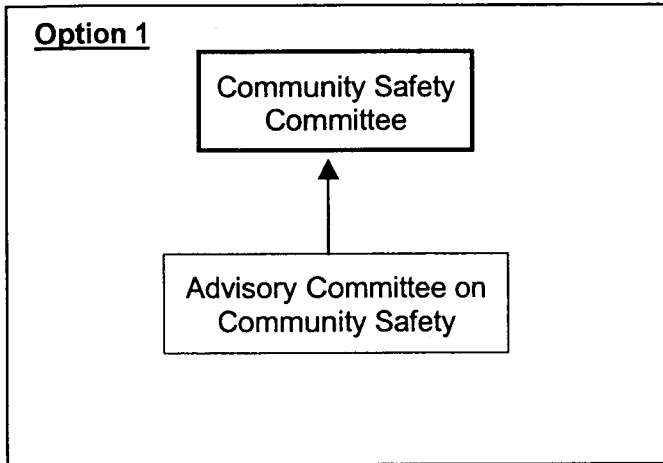 Option 1
Community Safety
Committee
Advisory Committee on
Community Safety